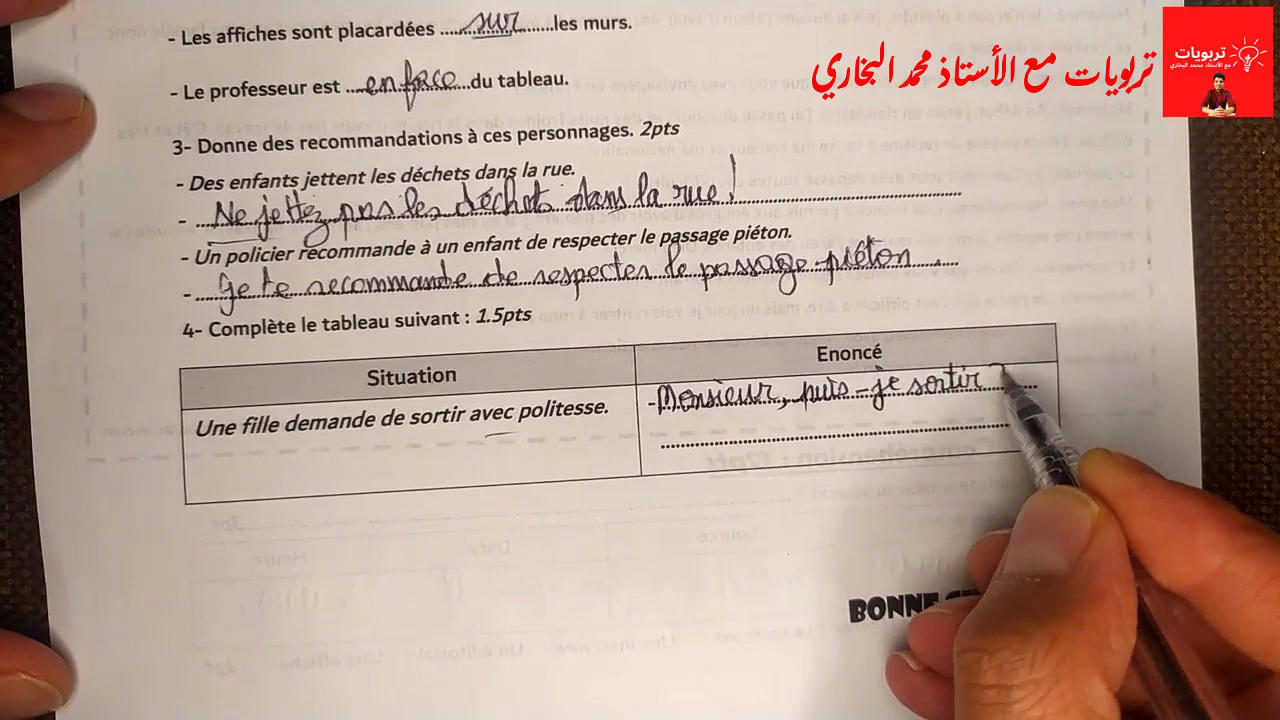 - Les affiches sont placardées ....sur....les murs.
تربويات مع الأستاذ محمد البخاري
تربويات
مع الأستاذ محمد البخاري
- Le professeur est ....en face....du tableau.
3- Donne des recommandations à ces personnages. 2pts
- Des enfants jettent les déchets dans la rue.
- Ne jettez pas les déchets dans la rue!
- Un policier recommande à un enfant de respecter le passage piéton.
- Je te recommande de respecter le passage piéton
4- Complète le tableau suivant : 1.5pts
Situation
Enoncé
Une fille demande de sortir avec politesse.
-Monsieur, puis-je sortir
BONNE